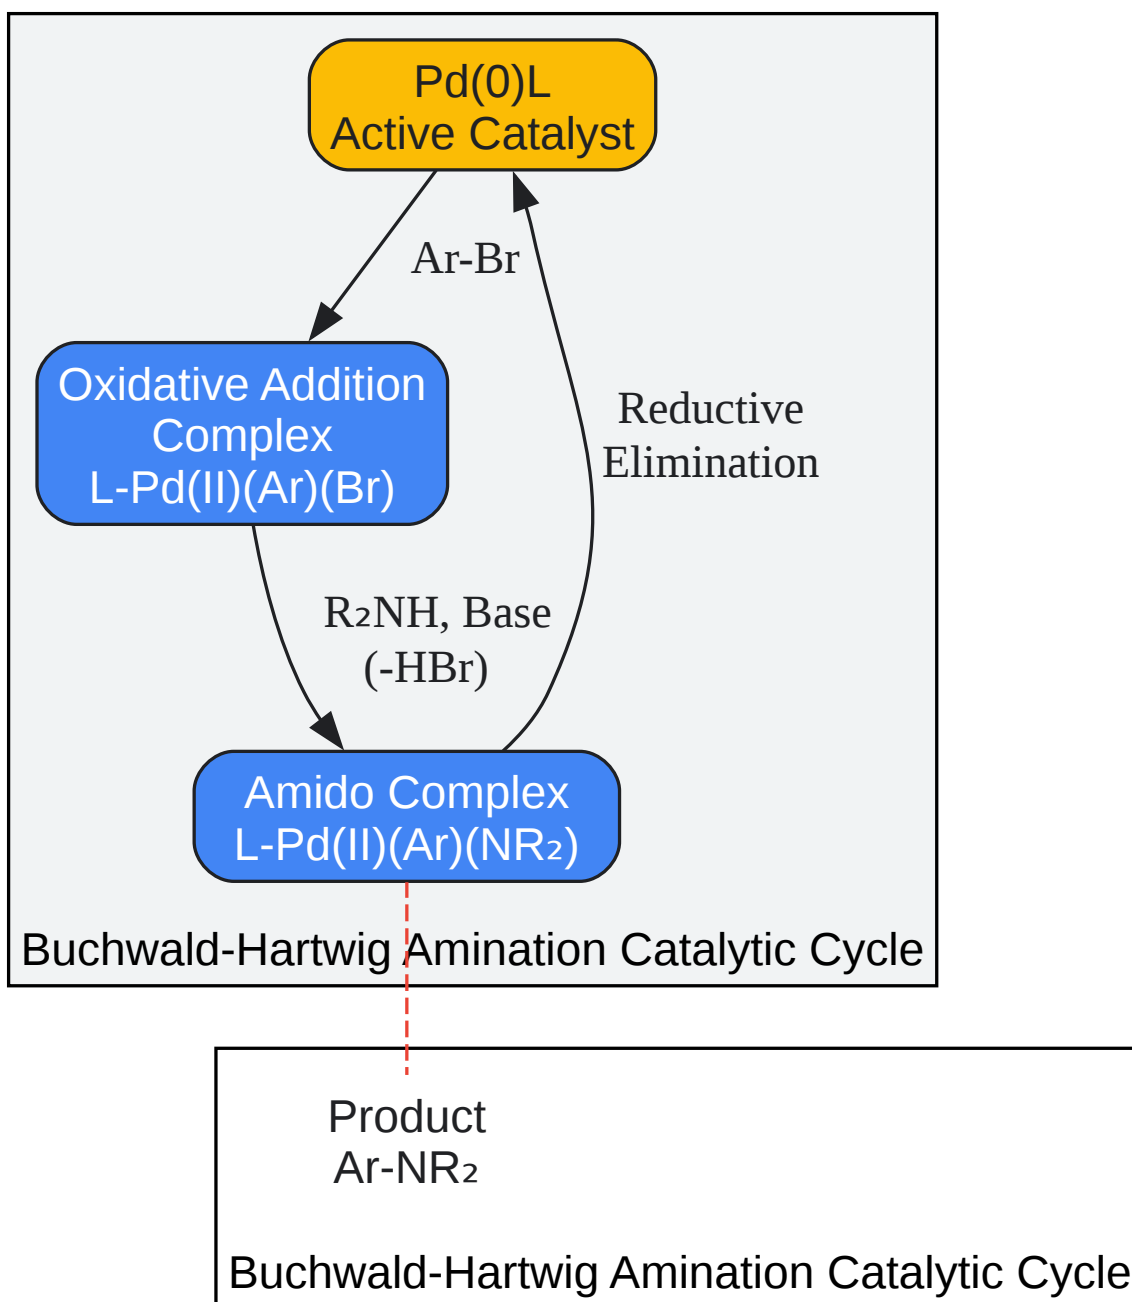 Pd(0)L
Active Catalyst
Ar-Br
Oxidative Addition
Complex
L-Pd(II)(Ar)(Br)
Reductive
Elimination
R₂NH, Base
(-HBr)
Amido Complex
L-Pd(II)(Ar)(NR₂)
Buchwald-Hartwig Amination Catalytic Cycle
Product
Ar-NR₂
Buchwald-Hartwig Amination Catalytic Cycle